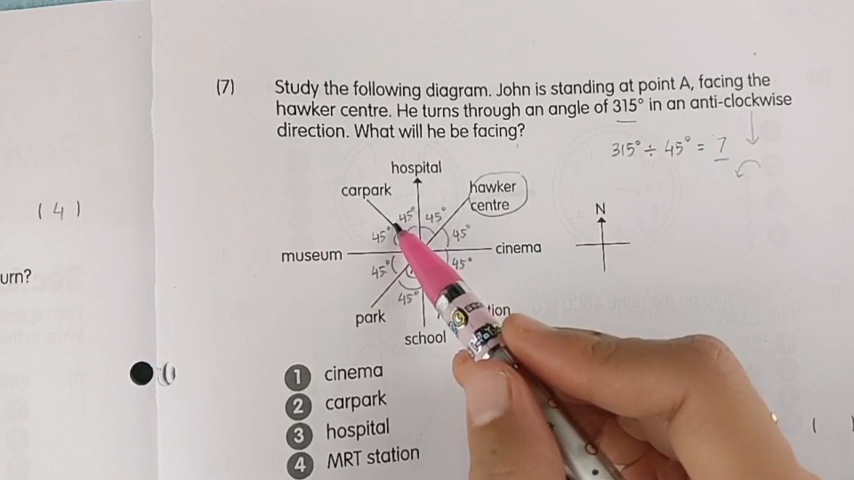 (7) Study the following diagram. John is standing at point A, facing the
hawker centre. He turns through an angle of 315° in an anti-clockwise
direction. What will he be facing?
315° ÷ 45° = 7
hospital
carpark
hawker
centre
45° 45°
45° 45°
N
museum
cinema
45° 45°
45°
park
tion
school
1 cinema
2 carpark
3 hospital
4 MRT station
( 4 )
urn?
( )